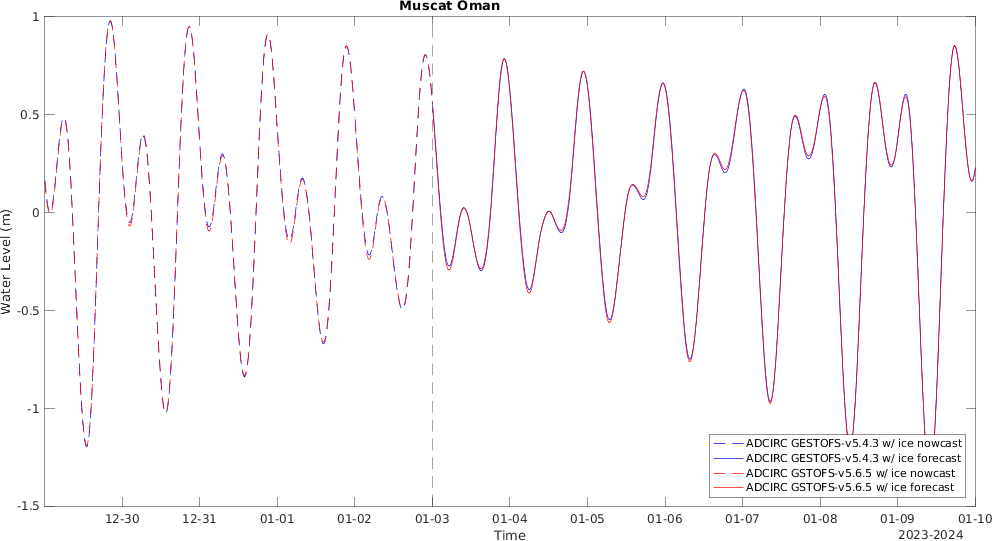 Muscat Oman
Water Level (m)
1
0.5
0
-0.5
-1
-1.5
12-30 12-31 01-01 01-02 01-03 01-04 01-05 01-06 01-07 01-08 01-09 01-10
Time
2023-2024
ADCIRC GESTOFS-v5.4.3 w/ ice nowcast
ADCIRC GESTOFS-v5.4.3 w/ ice forecast
ADCIRC GSTOFS-v5.6.5 w/ ice nowcast
ADCIRC GSTOFS-v5.6.5 w/ ice forecast